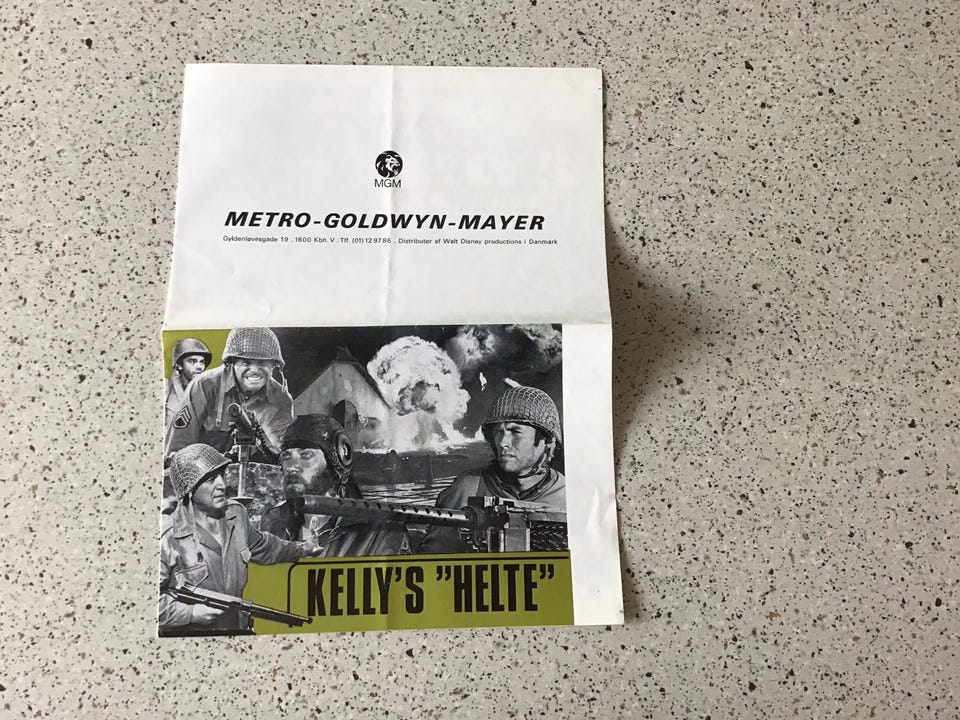 MGM
METRO-GOLDWYN-MAYER
Gyldenløvesgade 19 . 1600 Kbh. V . Tlf. (01) 12 97 86 . Distributør af Walt Disney productions i Danmark
KELLY'S "HELTE"